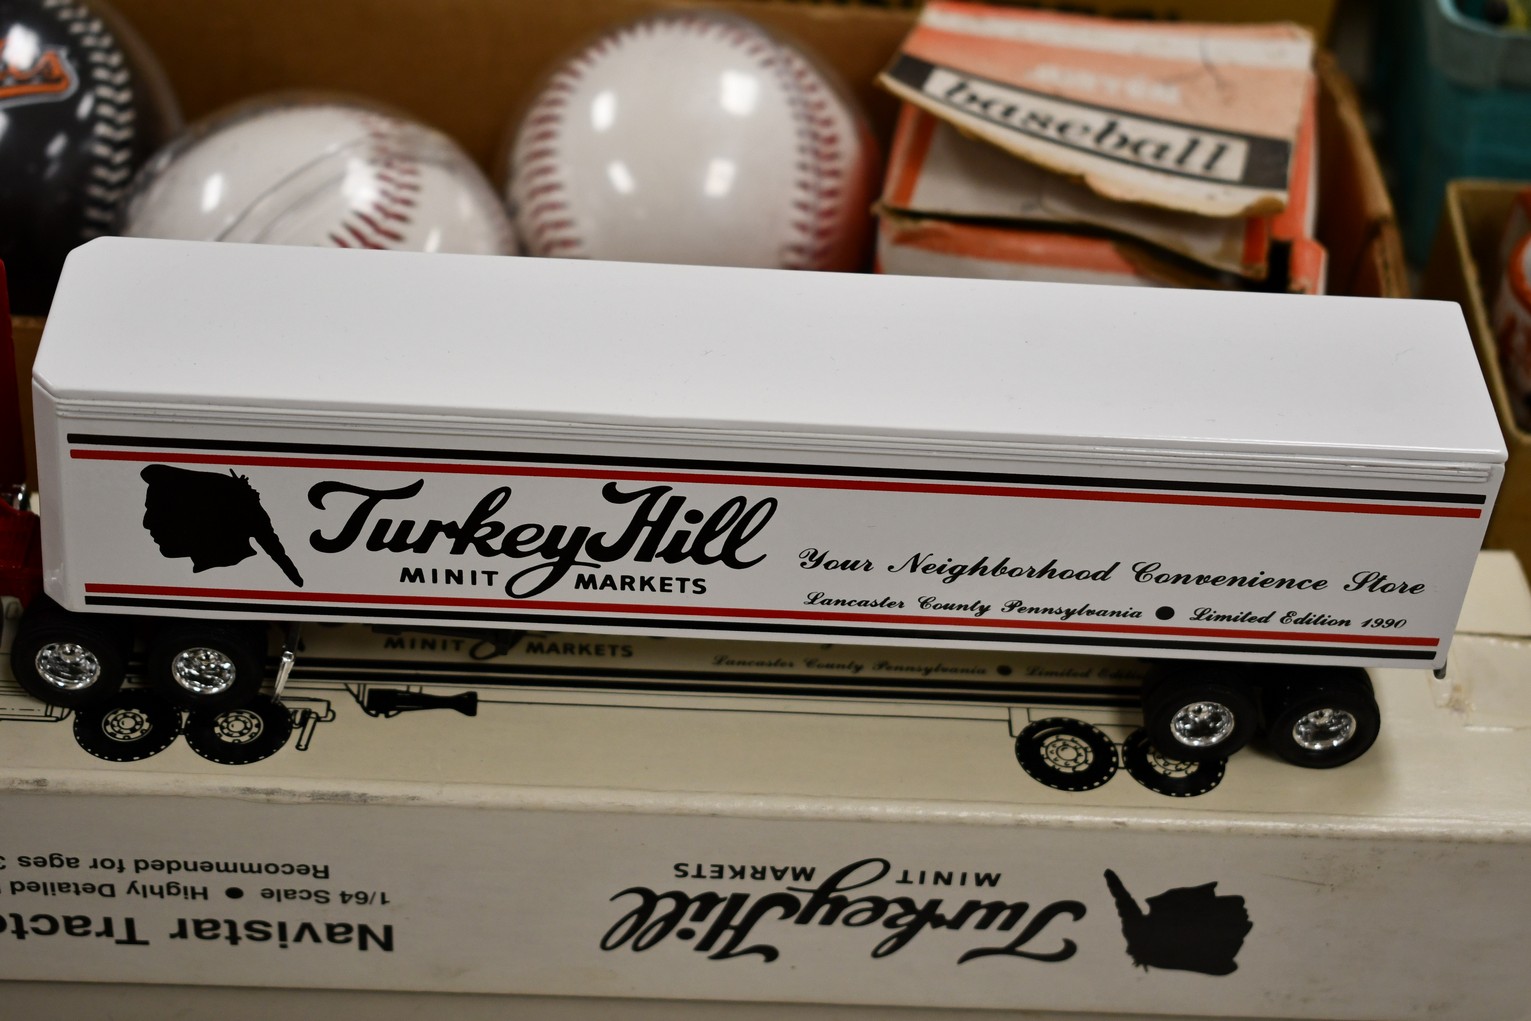 baseball
Turkey Hill
MINIT MARKETS
Your Neighborhood Convenience Store
Lancaster County Pennsylvania ● Limited Edition 1990
MINIT MARKETS
Lancaster County Pennsylvania ● Limited
Turkey Hill
MINIT MARKETS
Navistar
1/64 Scale ● Highly Detailed
Recommended for ages